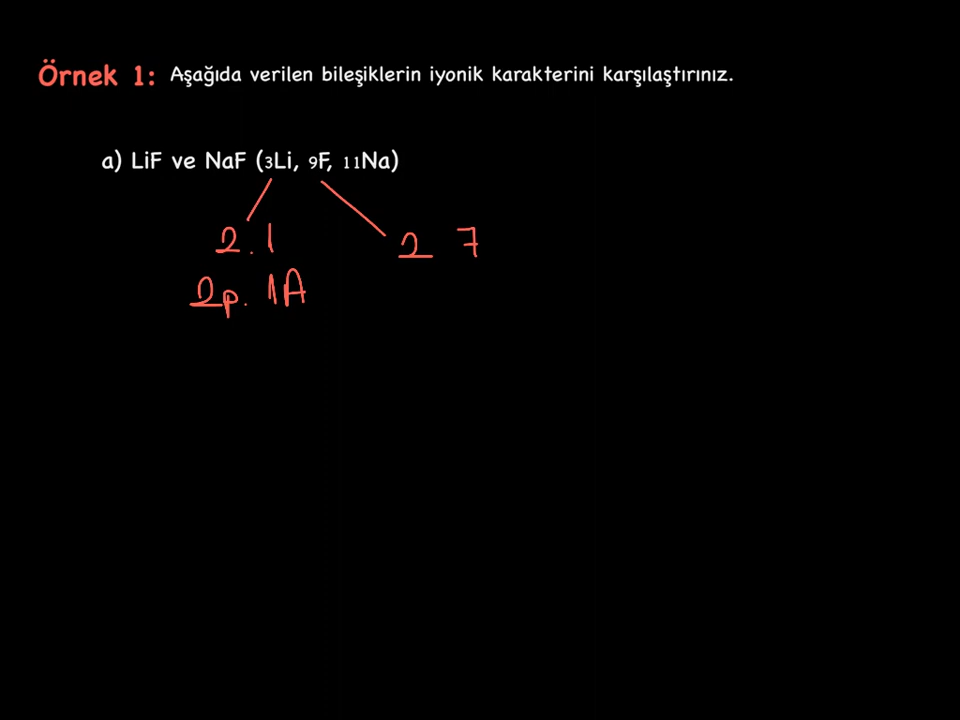 Örnek 1: Aşağıda verilen bileşiklerin iyonik karakterini karşılaştırınız.
a) LiF ve NaF (₃Li, ₉F, ₁₁Na)
2.1 2 7
2p. 1A